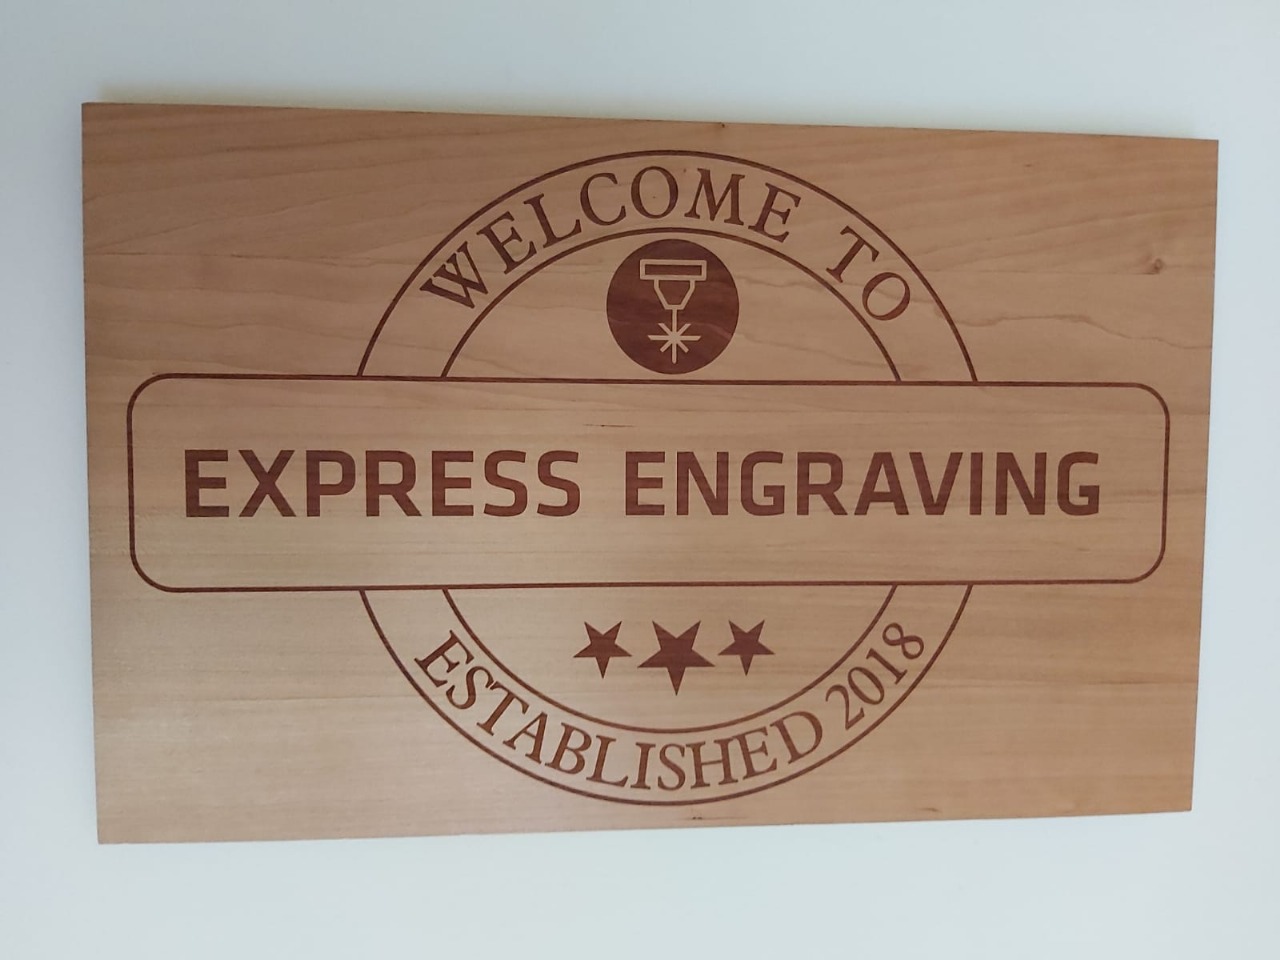 WELCOME TO
EXPRESS ENGRAVING
ESTABLISHED 2018